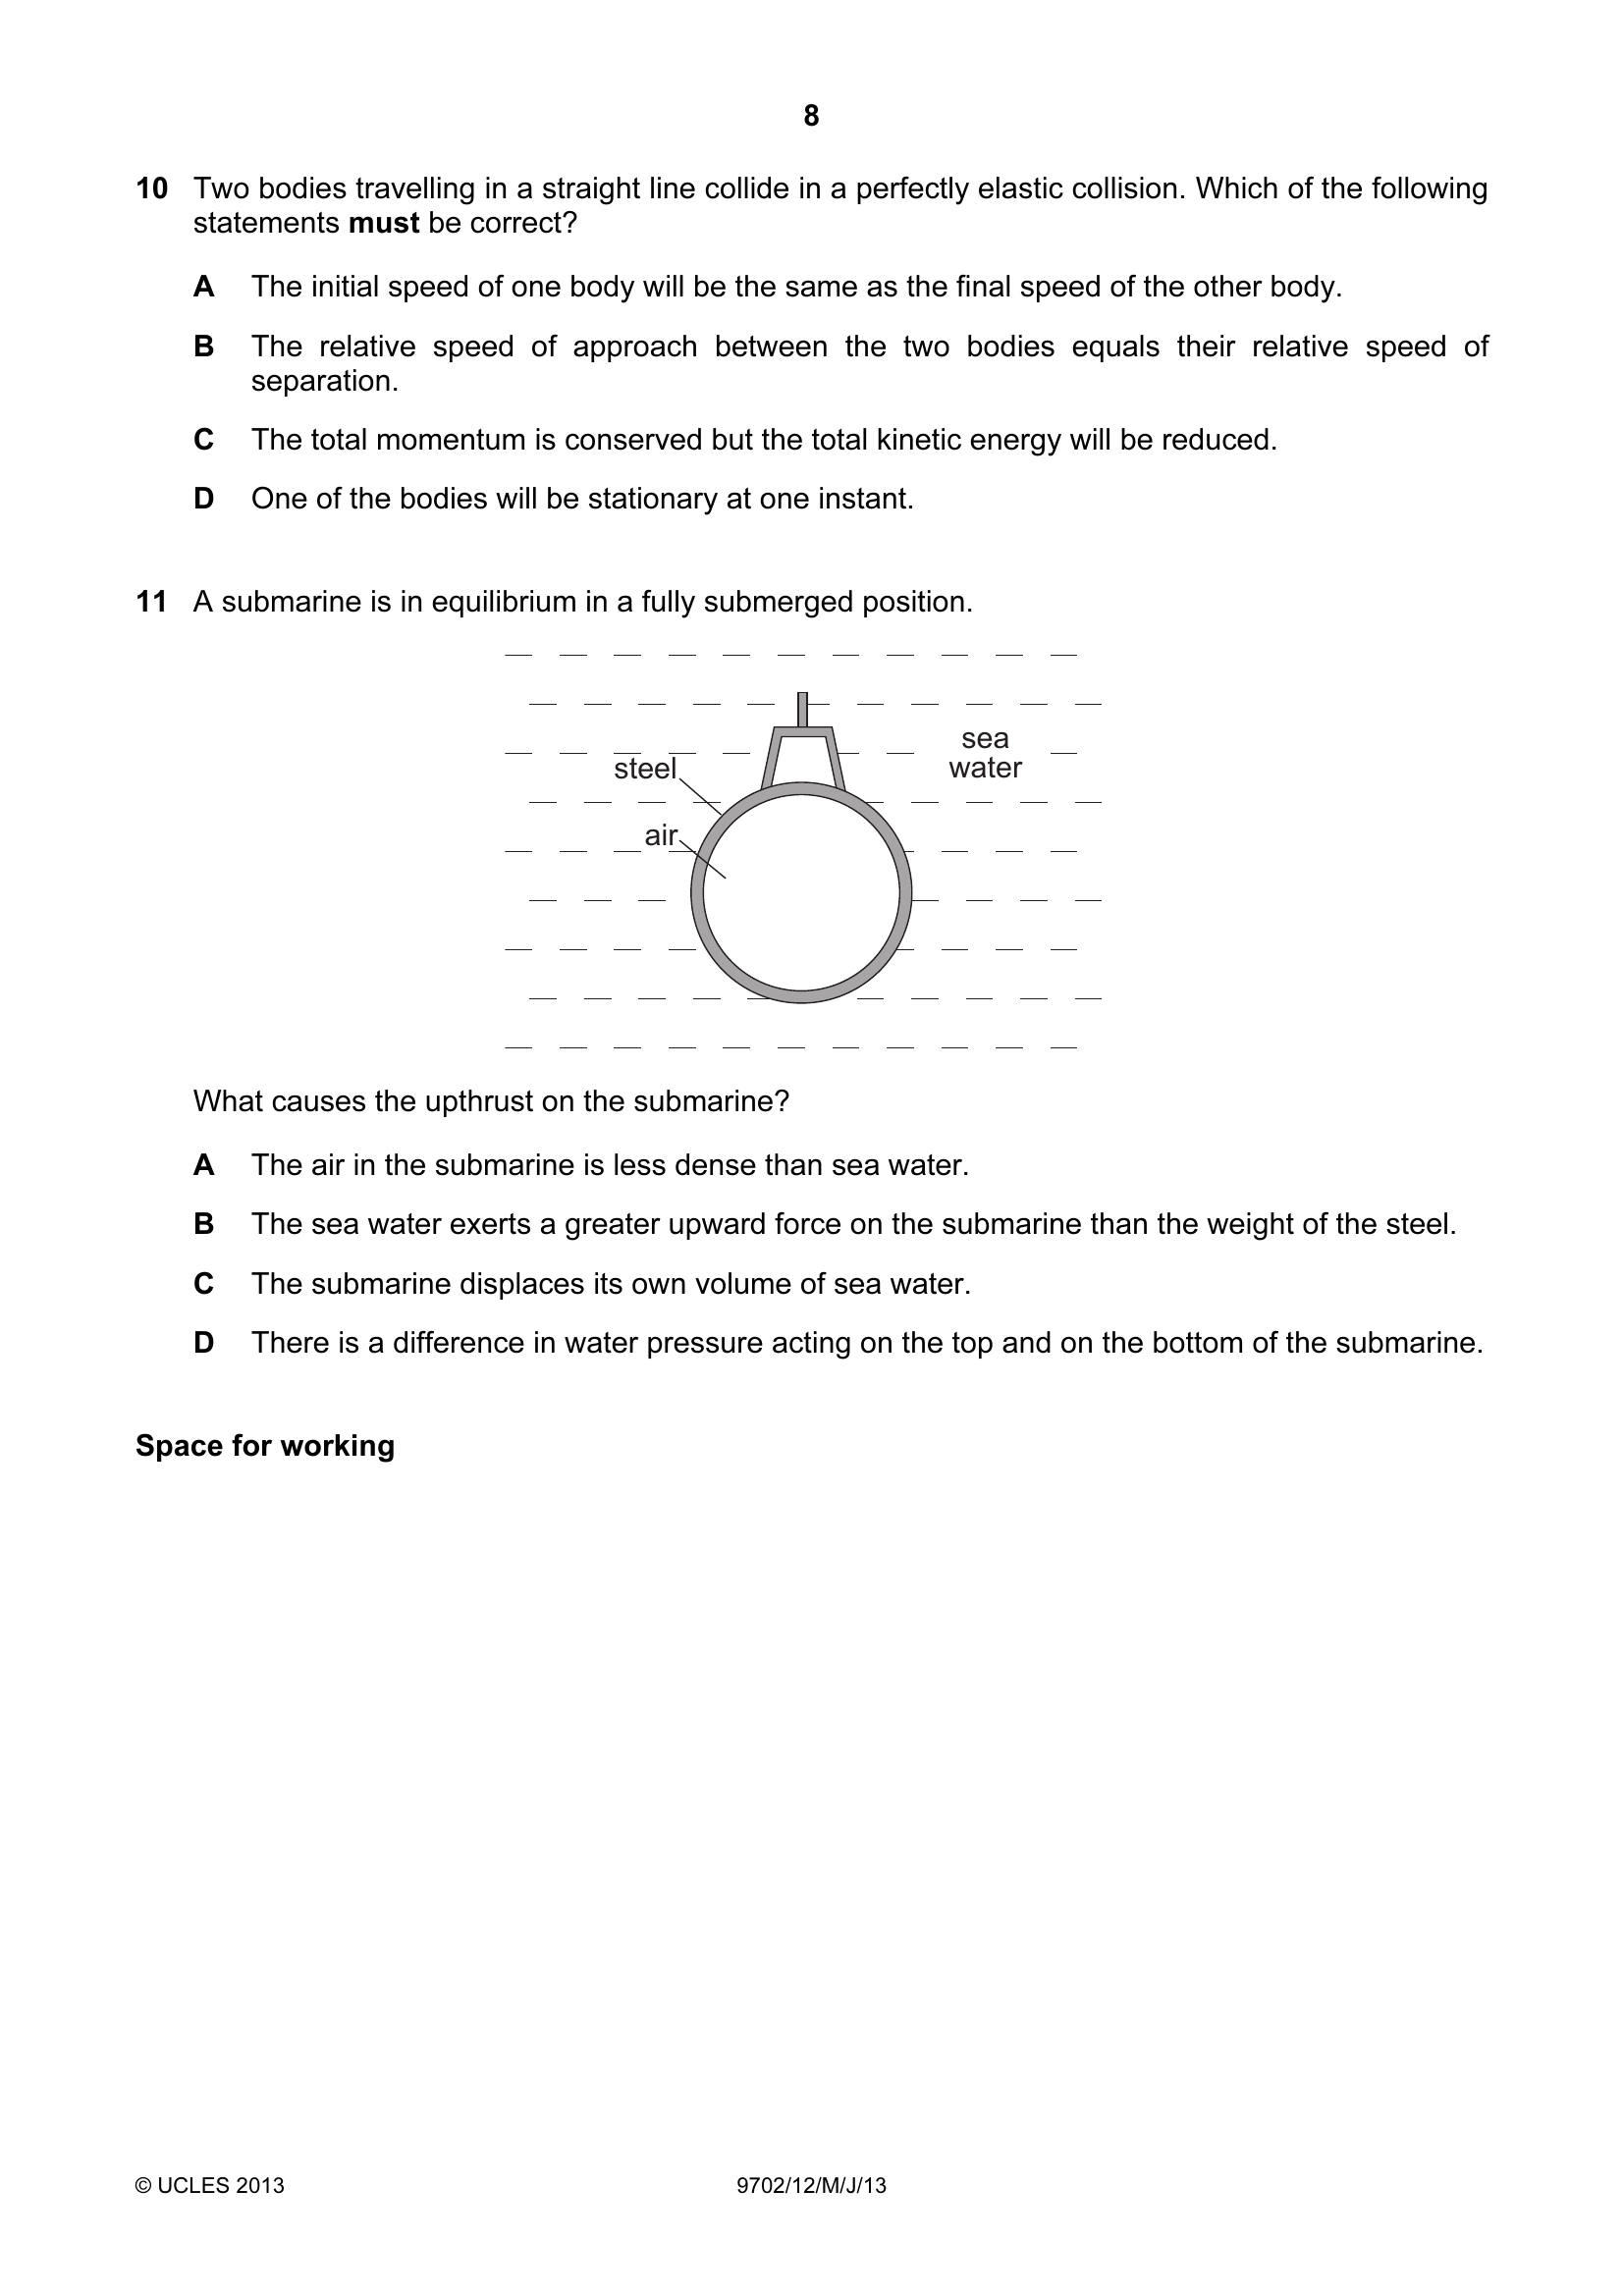 8
10 Two bodies travelling in a straight line collide in a perfectly elastic collision. Which of the following
statements must be correct?
A The initial speed of one body will be the same as the final speed of the other body.
B The relative speed of approach between the two bodies equals their relative speed of
separation.
C The total momentum is conserved but the total kinetic energy will be reduced.
D One of the bodies will be stationary at one instant.
11 A submarine is in equilibrium in a fully submerged position.
sea
water
steel
air
What causes the upthrust on the submarine?
A The air in the submarine is less dense than sea water.
B The sea water exerts a greater upward force on the submarine than the weight of the steel.
C The submarine displaces its own volume of sea water.
D There is a difference in water pressure acting on the top and on the bottom of the submarine.
Space for working
© UCLES 2013 9702/12/M/J/13